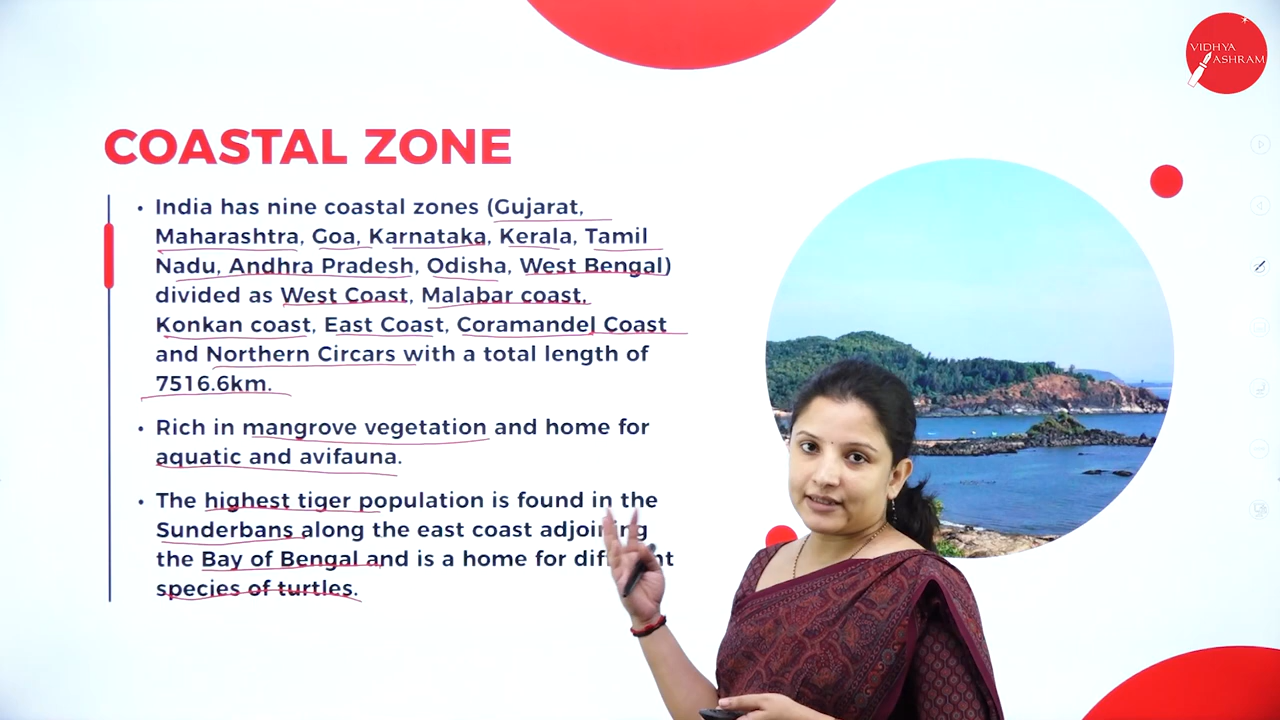 VIDHYA
ASHRAM
COASTAL ZONE
• India has nine coastal zones (Gujarat,
Maharashtra, Goa, Karnataka, Kerala, Tamil
Nadu, Andhra Pradesh, Odisha, West Bengal)
divided as West Coast, Malabar coast,
Konkan coast, East Coast, Coramandel Coast
and Northern Circars with a total length of
7516.6km.
• Rich in mangrove vegetation and home for
aquatic and avifauna.
• The highest tiger population is found in the
Sunderbans along the east coast adjoining
the Bay of Bengal and is a home for different
species of turtles.